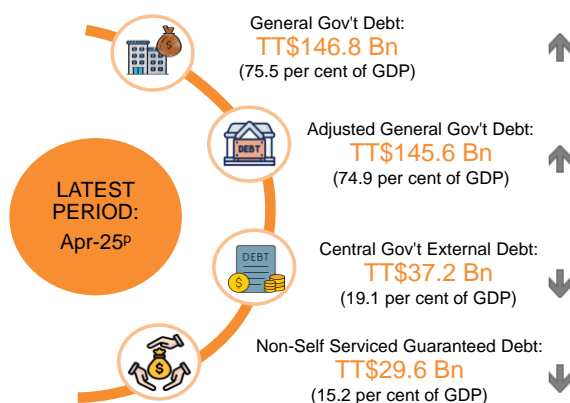 General Gov't Debt:
TT$146.8 Bn
(75.5 per cent of GDP)
Adjusted General Gov't Debt:
TT$145.6 Bn
(74.9 per cent of GDP)
DEBT
LATEST
PERIOD:
Apr-25ᵖ
Central Gov't External Debt:
TT$37.2 Bn
(19.1 per cent of GDP)
DEBT
$
Non-Self Serviced Guaranteed Debt:
TT$29.6 Bn
(15.2 per cent of GDP)
$
$